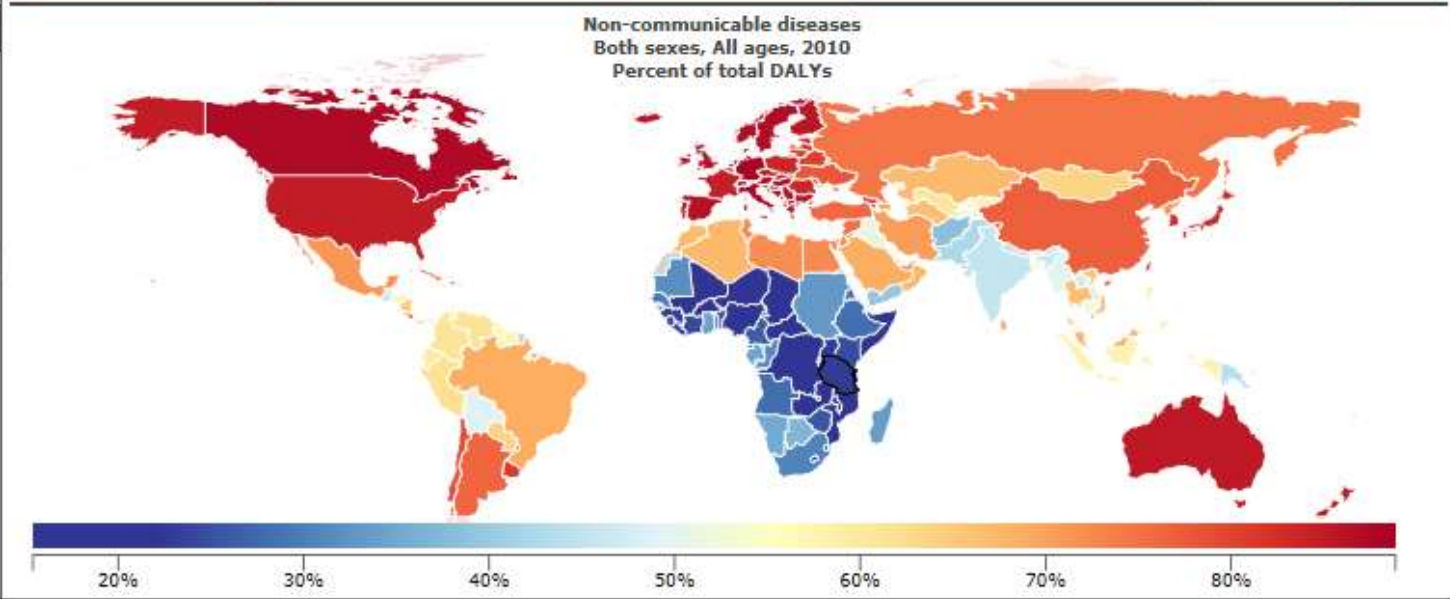 Non-communicable diseases
Both sexes, All ages, 2010
Percent of total DALYs
20% 30% 40% 50% 60% 70% 80%